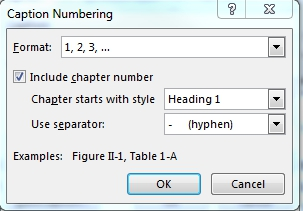 Caption Numbering
Format: 1, 2, 3, ...
Include chapter number
Chapter starts with style Heading 1
Use separator: - (hyphen)
Examples: Figure II-1, Table 1-A
OK Cancel